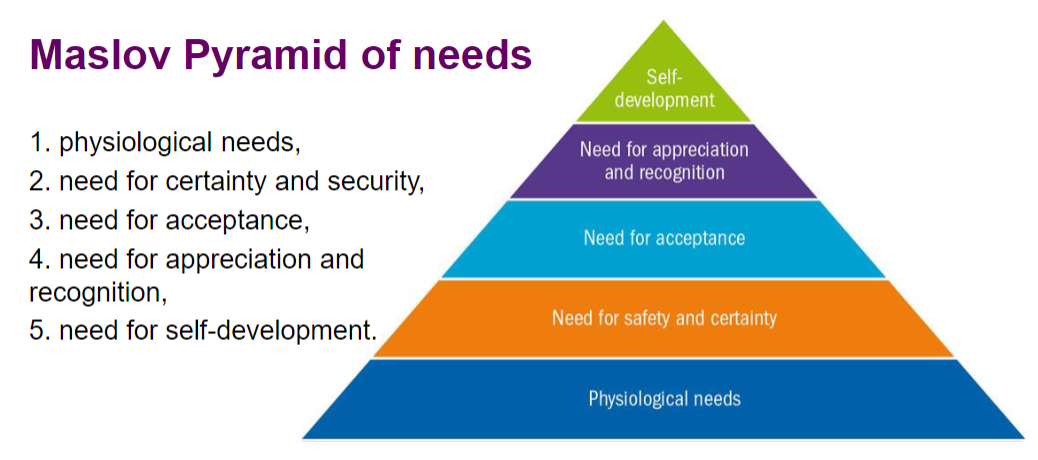 Maslov Pyramid of needs
1. physiological needs,
2. need for certainty and security,
3. need for acceptance,
4. need for appreciation and
recognition,
5. need for self-development.
Self-
development
Need for appreciation
and recognition
Need for acceptance
Need for safety and certainty
Physiological needs